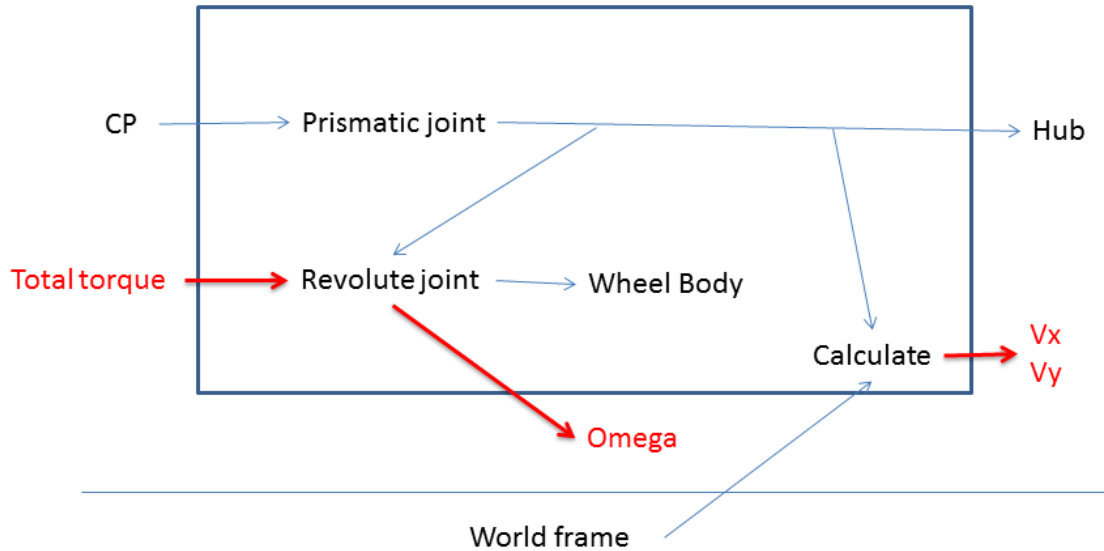 CP
Prismatic joint
Hub
Total torque
Revolute joint
Wheel Body
Calculate
Vx
Vy
Omega
World frame